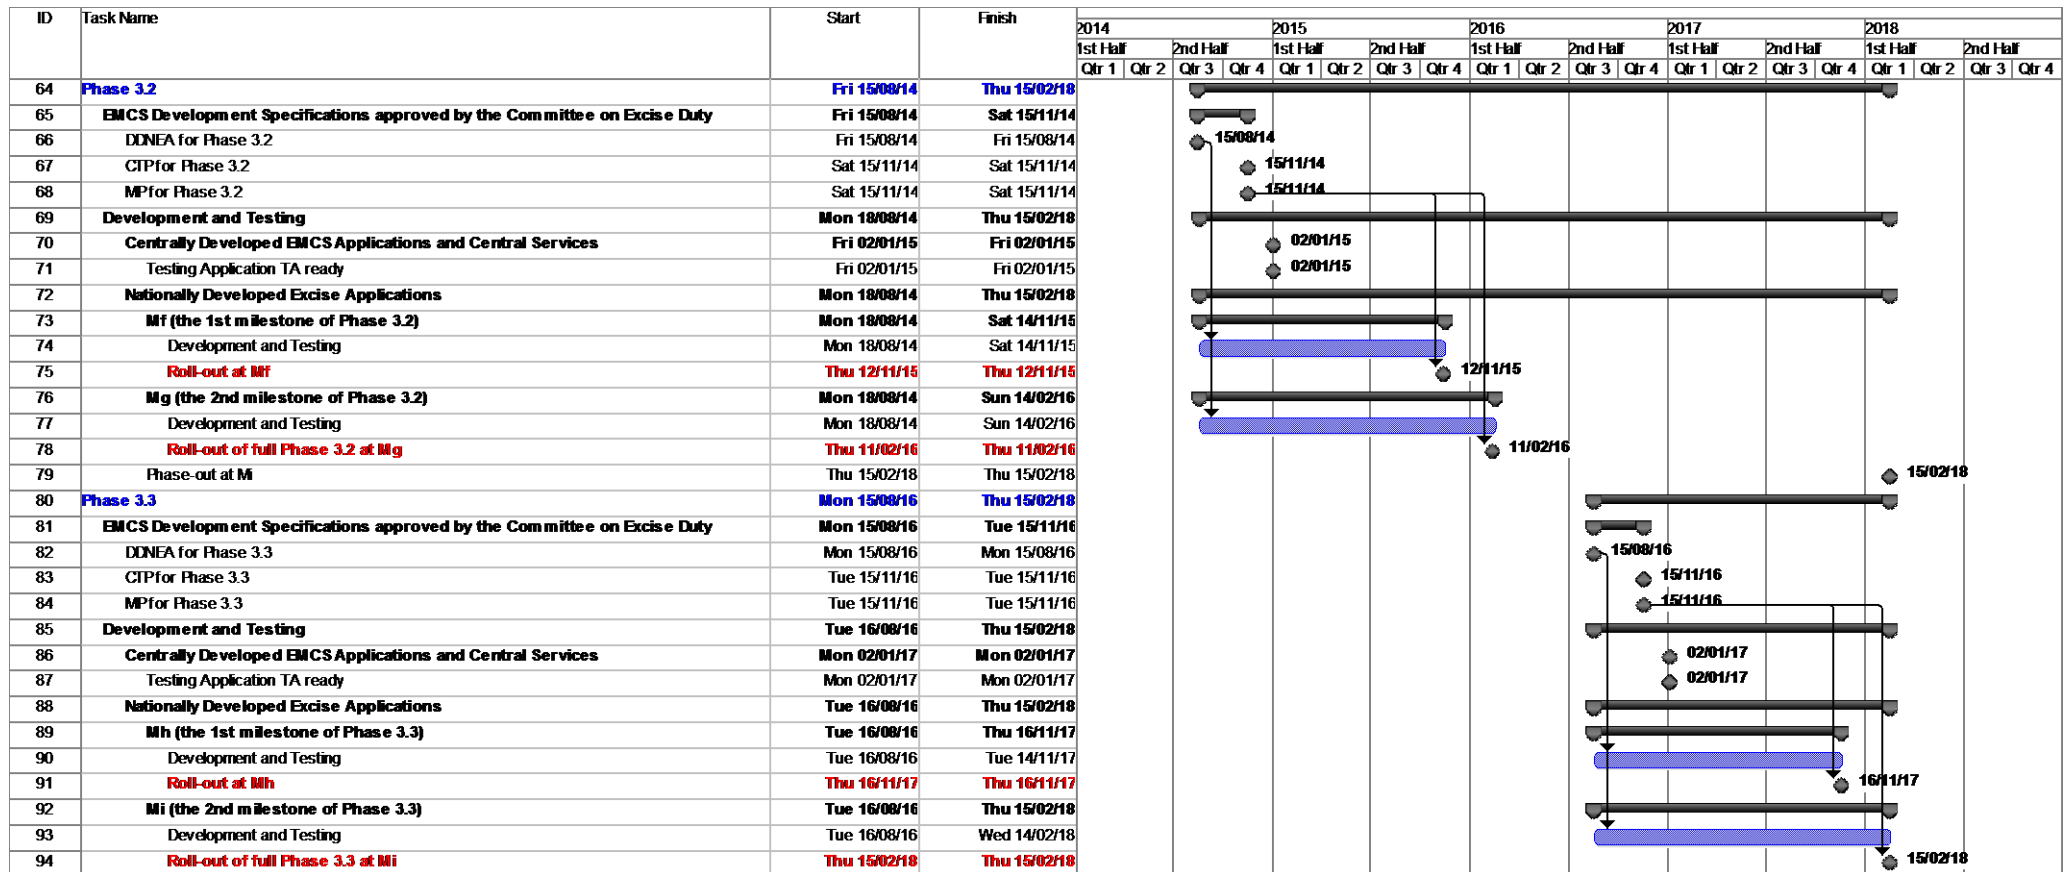 ID Task Name Start Finish
2014 2015 2016 2017 2018
1st Half 2nd Half 1st Half 2nd Half 1st Half 2nd Half 1st Half 2nd Half 1st Half 2nd Half
Qtr 1 Qtr 2 Qtr 3 Qtr 4 Qtr 1 Qtr 2 Qtr 3 Qtr 4 Qtr 1 Qtr 2 Qtr 3 Qtr 4 Qtr 1 Qtr 2 Qtr 3 Qtr 4 Qtr 1 Qtr 2 Qtr 3 Qtr 4
64 Phase 3.2 Fri 15/08/14 Thu 15/02/18
65 EMCS Development Specifications approved by the Committee on Excise Duty Fri 15/08/14 Sat 15/11/14
66 DDNEA for Phase 3.2 Fri 15/08/14 Fri 15/08/14 15/08/14
67 CTP for Phase 3.2 Sat 15/11/14 Sat 15/11/14 15/11/14
68 MP for Phase 3.2 Sat 15/11/14 Sat 15/11/14 15/11/14
69 Development and Testing Mon 18/08/14 Thu 15/02/18
70 Centrally Developed EMCS Applications and Central Services Fri 02/01/15 Fri 02/01/15 02/01/15
71 Testing Application TA ready Fri 02/01/15 Fri 02/01/15 02/01/15
72 Nationally Developed Excise Applications Mon 18/08/14 Thu 15/02/18
73 Mf (the 1st milestone of Phase 3.2) Mon 18/08/14 Sat 14/11/15
74 Development and Testing Mon 18/08/14 Sat 14/11/15
75 Roll-out at Mf Thu 12/11/15 Thu 12/11/15 12/11/15
76 Mg (the 2nd milestone of Phase 3.2) Mon 18/08/14 Sun 14/02/16
77 Development and Testing Mon 18/08/14 Sun 14/02/16
78 Roll-out of full Phase 3.2 at Mg Thu 11/02/16 Thu 11/02/16 11/02/16
79 Phase-out at Mi Thu 15/02/18 Thu 15/02/18 15/02/18
80 Phase 3.3 Mon 15/08/16 Thu 15/02/18
81 EMCS Development Specifications approved by the Committee on Excise Duty Mon 15/08/16 Tue 15/11/16
82 DDNEA for Phase 3.3 Mon 15/08/16 Mon 15/08/16 15/08/16
83 CTP for Phase 3.3 Tue 15/11/16 Tue 15/11/16 15/11/16
84 MP for Phase 3.3 Tue 15/11/16 Tue 15/11/16 15/11/16
85 Development and Testing Tue 16/08/16 Thu 15/02/18
86 Centrally Developed EMCS Applications and Central Services Mon 02/01/17 Mon 02/01/17 02/01/17
87 Testing Application TA ready Mon 02/01/17 Mon 02/01/17 02/01/17
88 Nationally Developed Excise Applications Tue 16/08/16 Thu 15/02/18
89 Mh (the 1st milestone of Phase 3.3) Tue 16/08/16 Thu 16/11/17
90 Development and Testing Tue 16/08/16 Tue 14/11/17
91 Roll-out at Mh Thu 16/11/17 Thu 16/11/17 16/11/17
92 Mi (the 2nd milestone of Phase 3.3) Tue 16/08/16 Thu 15/02/18
93 Development and Testing Tue 16/08/16 Wed 14/02/18
94 Roll-out of full Phase 3.3 at Mi Thu 15/02/18 Thu 15/02/18 15/02/18